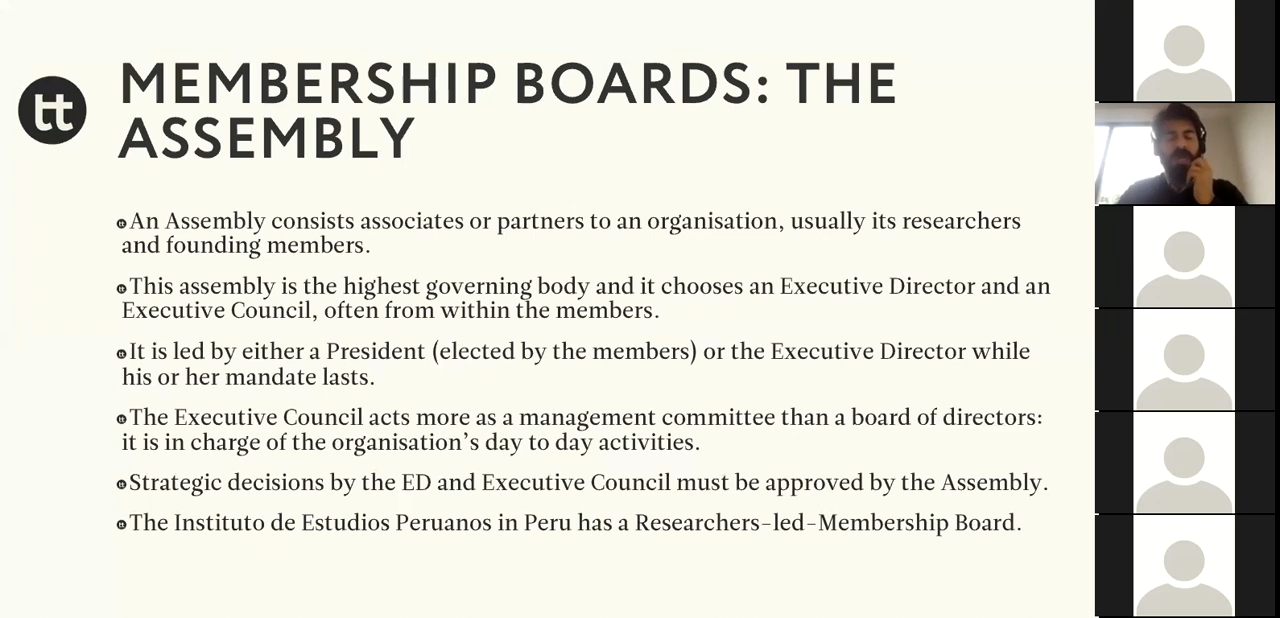 tt
MEMBERSHIP BOARDS: THE
ASSEMBLY
An Assembly consists associates or partners to an organisation, usually its researchers
and founding members.
This assembly is the highest governing body and it chooses an Executive Director and an
Executive Council, often from within the members.
It is led by either a President (elected by the members) or the Executive Director while
his or her mandate lasts.
The Executive Council acts more as a management committee than a board of directors:
it is in charge of the organisation’s day to day activities.
Strategic decisions by the ED and Executive Council must be approved by the Assembly.
The Instituto de Estudios Peruanos in Peru has a Researchers-led-Membership Board.